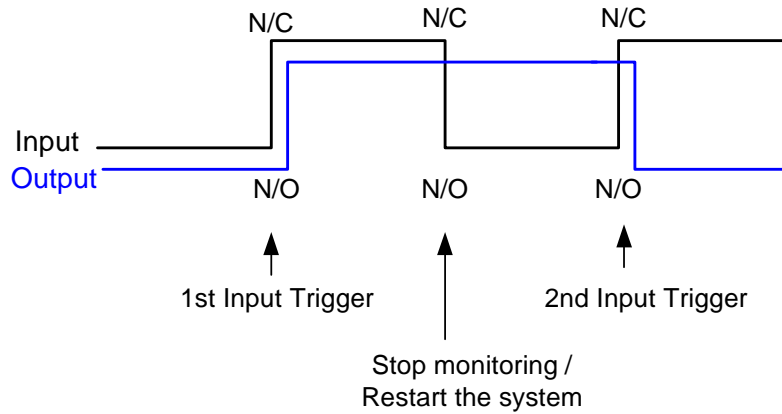 N/C N/C N/C
Input
Output
N/O N/O N/O
1st Input Trigger 2nd Input Trigger
Stop monitoring /
Restart the system